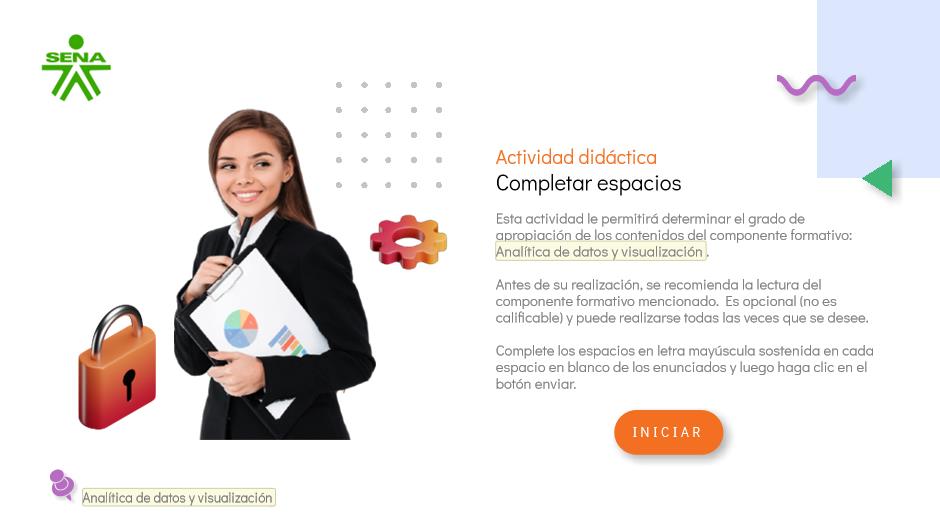 SENA
Actividad didáctica
Completar espacios
Esta actividad le permitirá determinar el grado de
apropiación de los contenidos del componente formativo:
Analítica de datos y visualización .
Antes de su realización, se recomienda la lectura del
componente formativo mencionado. Es opcional (no es
calificable) y puede realizarse todas las veces que se desee.
Complete los espacios en letra mayúscula sostenida en cada
espacio en blanco de los enunciados y luego haga clic en el
botón enviar.
INICIAR
Analítica de datos y visualización